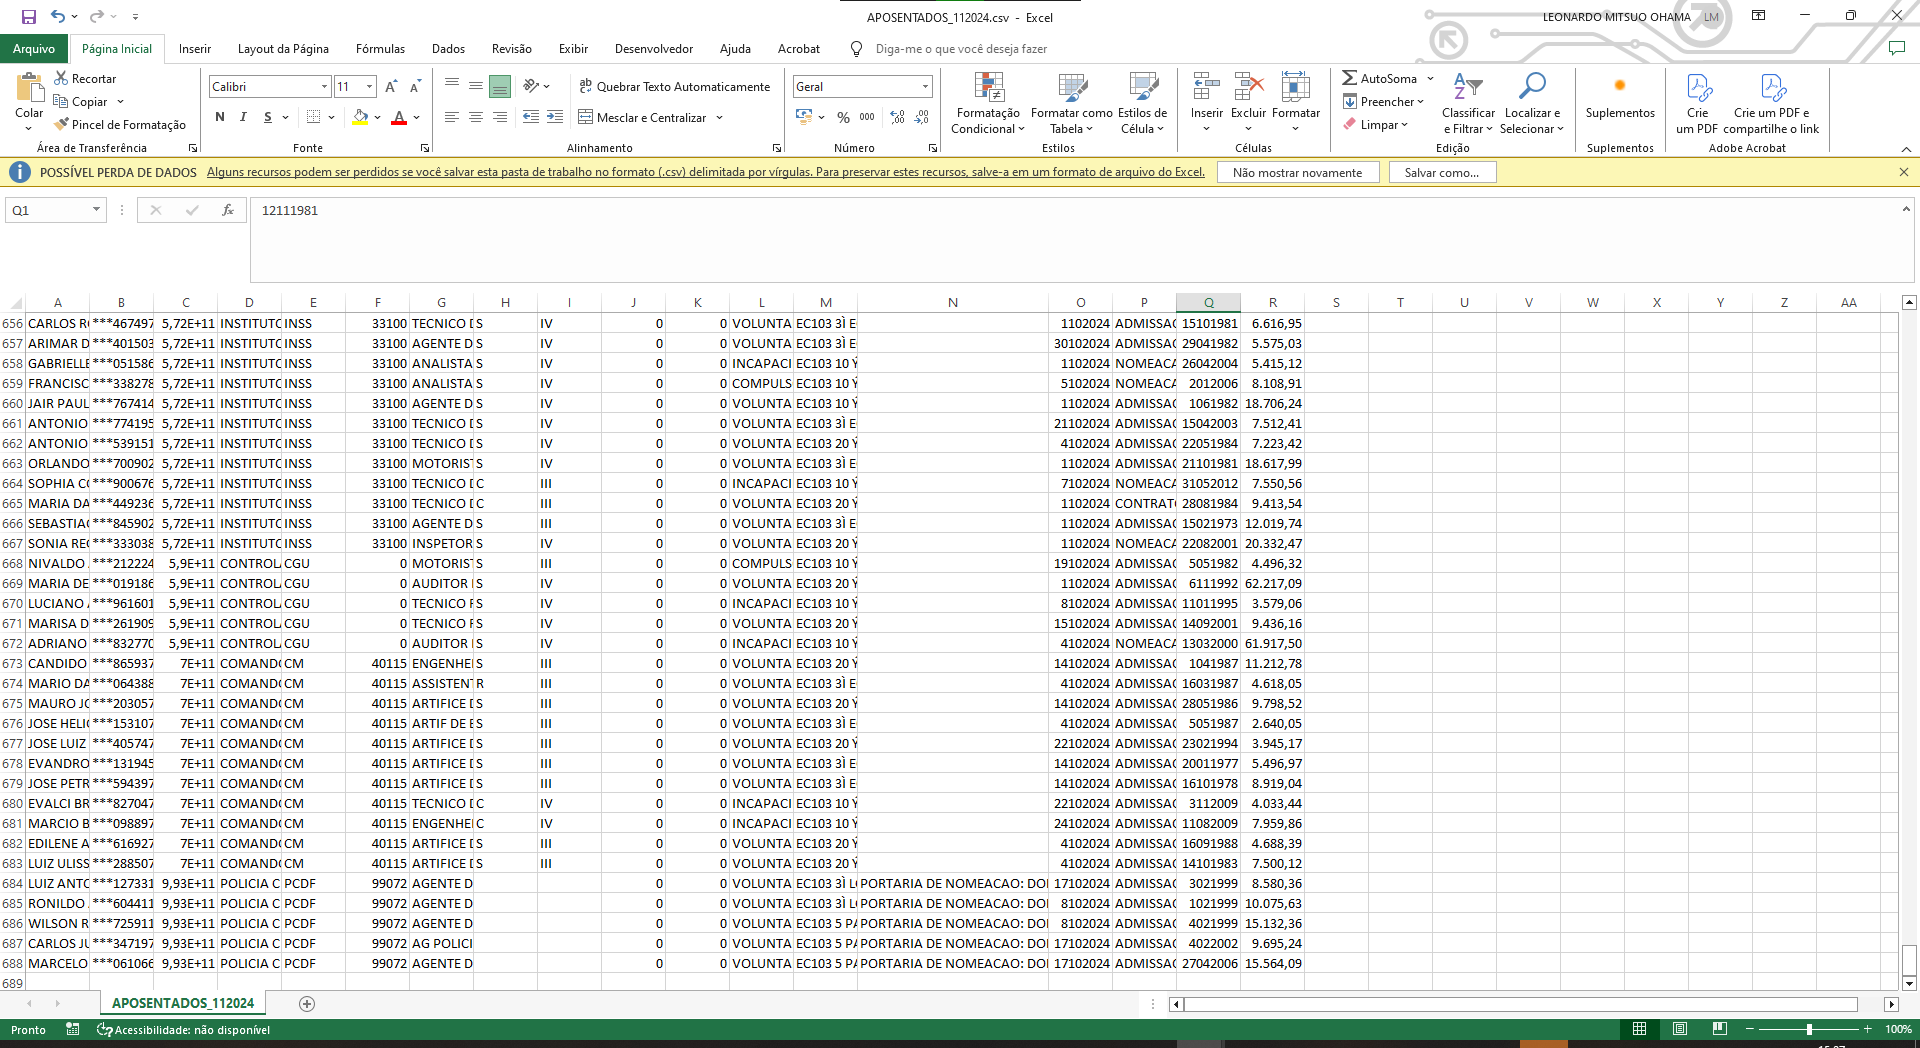 APOSENTADOS_112024.csv - Excel
LEONARDO MITSUO OHAMA LM
Arquivo Página Inicial Inserir Layout da Página Fórmulas Dados Revisão Exibir Desenvolvedor Ajuda Acrobat Diga-me o que você deseja fazer
Colar
Recortar
Copiar
Pincel de Formatação
Área de Transferência
Calibri 11
N I S
Fonte
Quebrar Texto Automaticamente
Mesclar e Centralizar
Alinhamento
Geral
% 000
Número
Formatação Condicional
Formatar como Tabela
Estilos de Célula
Estilos
Inserir Excluir Formatar
Células
AutoSoma
Preencher
Limpar
Classificar e Filtrar
Localizar e Selecionar
Edição
Suplementos
Suplementos
Crie um PDF
Crie um PDF e compartilhe o link
Adobe Acrobat
POSSÍVEL PERDA DE DADOS Alguns recursos podem ser perdidos se você salvar esta pasta de trabalho no formato (.csv) delimitada por vírgulas. Para preservar estes recursos, salve-a em um formato de arquivo do Excel. Não mostrar novamente Salvar como...
Q1 fx 12111981
A B C D E F G H I J K L M N O P Q R S T U V W X Y Z AA
656 CARLOS R ***467497 5,72E+11 INSTITUTO INSS 33100 TECNICO D S IV 0 0 VOLUNTA EC103 3Ì E 1102024 ADMISSAO 15101981 6.616,95
657 ARIMAR D ***401503 5,72E+11 INSTITUTO INSS 33100 AGENTE D S IV 0 0 VOLUNTA EC103 3Ì E 30102024 ADMISSAO 29041982 5.575,03
658 GABRIELLE ***051586 5,72E+11 INSTITUTO INSS 33100 ANALISTA S IV 0 0 INCAPACI EC103 10 Ý 1102024 NOMEACA 26042004 5.415,12
659 FRANCISC ***338278 5,72E+11 INSTITUTO INSS 33100 ANALISTA S IV 0 0 COMPULS EC103 10 Ý 5102024 NOMEACA 2012006 8.108,91
660 JAIR PAUL ***767414 5,72E+11 INSTITUTO INSS 33100 AGENTE D S IV 0 0 VOLUNTA EC103 20 Ý 1102024 ADMISSAO 1061982 18.706,24
661 ANTONIO ***774195 5,72E+11 INSTITUTO INSS 33100 TECNICO D S IV 0 0 VOLUNTA EC103 3Ì E 21102024 ADMISSAO 15042003 7.512,41
662 ANTONIO ***539151 5,72E+11 INSTITUTO INSS 33100 TECNICO D S IV 0 0 VOLUNTA EC103 20 Ý 4102024 ADMISSAO 22051984 7.223,42
663 ORLANDO ***700902 5,72E+11 INSTITUTO INSS 33100 MOTORIST S IV 0 0 VOLUNTA EC103 3Ì E 1102024 ADMISSAO 21101981 18.617,99
664 SOPHIA CO ***900676 5,72E+11 INSTITUTO INSS 33100 TECNICO D C III 0 0 INCAPACI EC103 10 Ý 7102024 NOMEACA 31052012 7.550,56
665 MARIA DA ***449236 5,72E+11 INSTITUTO INSS 33100 TECNICO D C III 0 0 VOLUNTA EC103 20 Ý 1102024 CONTRAT 28081984 9.413,54
666 SEBASTIAO ***845902 5,72E+11 INSTITUTO INSS 33100 AGENTE D S III 0 0 VOLUNTA EC103 3Ì E 1102024 ADMISSAO 15021973 12.019,74
667 SONIA REG ***333038 5,72E+11 INSTITUTO INSS 33100 INSPETOR S IV 0 0 VOLUNTA EC103 20 Ý 1102024 NOMEACA 22082001 20.332,47
668 NIVALDO ***212224 5,9E+11 CONTROLA CGU 0 MOTORIST S III 0 0 COMPULS EC103 10 Ý 19102024 ADMISSAO 5051982 4.496,32
669 MARIA DE ***019186 5,9E+11 CONTROLA CGU 0 AUDITOR S IV 0 0 VOLUNTA EC103 20 Ý 1102024 ADMISSAO 6111992 62.217,09
670 LUCIANO A ***961601 5,9E+11 CONTROLA CGU 0 TECNICO F S IV 0 0 INCAPACI EC103 10 Ý 8102024 ADMISSAO 11011995 3.579,06
671 MARISA D ***261909 5,9E+11 CONTROLA CGU 0 TECNICO F S IV 0 0 VOLUNTA EC103 20 Ý 15102024 ADMISSAO 14092001 9.436,16
672 ADRIANO ***832770 5,9E+11 CONTROLA CGU 0 AUDITOR S IV 0 0 INCAPACI EC103 10 Ý 4102024 NOMEACA 13032000 61.917,50
673 CANDIDO ***865937 7E+11 COMANDO CM 40115 ENGENHEI S III 0 0 VOLUNTA EC103 20 Ý 14102024 ADMISSAO 1041987 11.212,78
674 MARIO DA ***064388 7E+11 COMANDO CM 40115 ASSISTENT R III 0 0 VOLUNTA EC103 3Ì E 4102024 ADMISSAO 16031987 4.618,05
675 MAURO JO ***203057 7E+11 COMANDO CM 40115 ARTIFICE D S III 0 0 VOLUNTA EC103 20 Ý 14102024 ADMISSAO 28051986 9.798,52
676 JOSE HELI ***153107 7E+11 COMANDO CM 40115 ARTIF DE E S III 0 0 VOLUNTA EC103 3Ì E 4102024 ADMISSAO 5051987 2.640,05
677 JOSE LUIZ ***405747 7E+11 COMANDO CM 40115 ARTIFICE D S III 0 0 VOLUNTA EC103 20 Ý 22102024 ADMISSAO 23021994 3.945,17
678 EVANDRO ***131945 7E+11 COMANDO CM 40115 ARTIFICE D S III 0 0 VOLUNTA EC103 3Ì E 14102024 ADMISSAO 20011977 5.496,97
679 JOSE PETR ***594397 7E+11 COMANDO CM 40115 ARTIFICE D S III 0 0 VOLUNTA EC103 3Ì E 14102024 ADMISSAO 16101978 8.919,04
680 EVALCI BR ***827047 7E+11 COMANDO CM 40115 TECNICO D C IV 0 0 INCAPACI EC103 10 Ý 22102024 ADMISSAO 3112009 4.033,44
681 MARCIO B ***098897 7E+11 COMANDO CM 40115 ENGENHEI C IV 0 0 INCAPACI EC103 10 Ý 24102024 ADMISSAO 11082009 7.959,86
682 EDILENE A ***616927 7E+11 COMANDO CM 40115 ARTIFICE D S III 0 0 VOLUNTA EC103 20 Ý 4102024 ADMISSAO 16091988 4.688,39
683 LUIZ ULISS ***288507 7E+11 COMANDO CM 40115 ARTIFICE D S III 0 0 VOLUNTA EC103 20 Ý 4102024 ADMISSAO 14101983 7.500,12
684 LUIZ ANTO ***127331 9,93E+11 POLICIA C PCDF 99072 AGENTE D 0 0 VOLUNTA EC103 3Ì L PORTARIA DE NOMEACAO: DO 17102024 ADMISSAO 3021999 8.580,36
685 RONILDO ***604411 9,93E+11 POLICIA C PCDF 99072 AGENTE D 0 0 VOLUNTA EC103 3Ì L PORTARIA DE NOMEACAO: DO 8102024 ADMISSAO 1021999 10.075,63
686 WILSON R ***725911 9,93E+11 POLICIA C PCDF 99072 AGENTE D 0 0 VOLUNTA EC103 5 PA PORTARIA DE NOMEACAO: DO 8102024 ADMISSAO 4021999 15.132,36
687 CARLOS JU ***347197 9,93E+11 POLICIA C PCDF 99072 AG POLICI 0 0 VOLUNTA EC103 5 PA PORTARIA DE NOMEACAO: DO 17102024 ADMISSAO 4022002 9.695,24
688 MARCELO ***061066 9,93E+11 POLICIA C PCDF 99072 AGENTE D 0 0 VOLUNTA EC103 5 PA PORTARIA DE NOMEACAO: DO 17102024 ADMISSAO 27042006 15.564,09
689
APOSENTADOS_112024
Pronto Acessibilidade: não disponível 100%